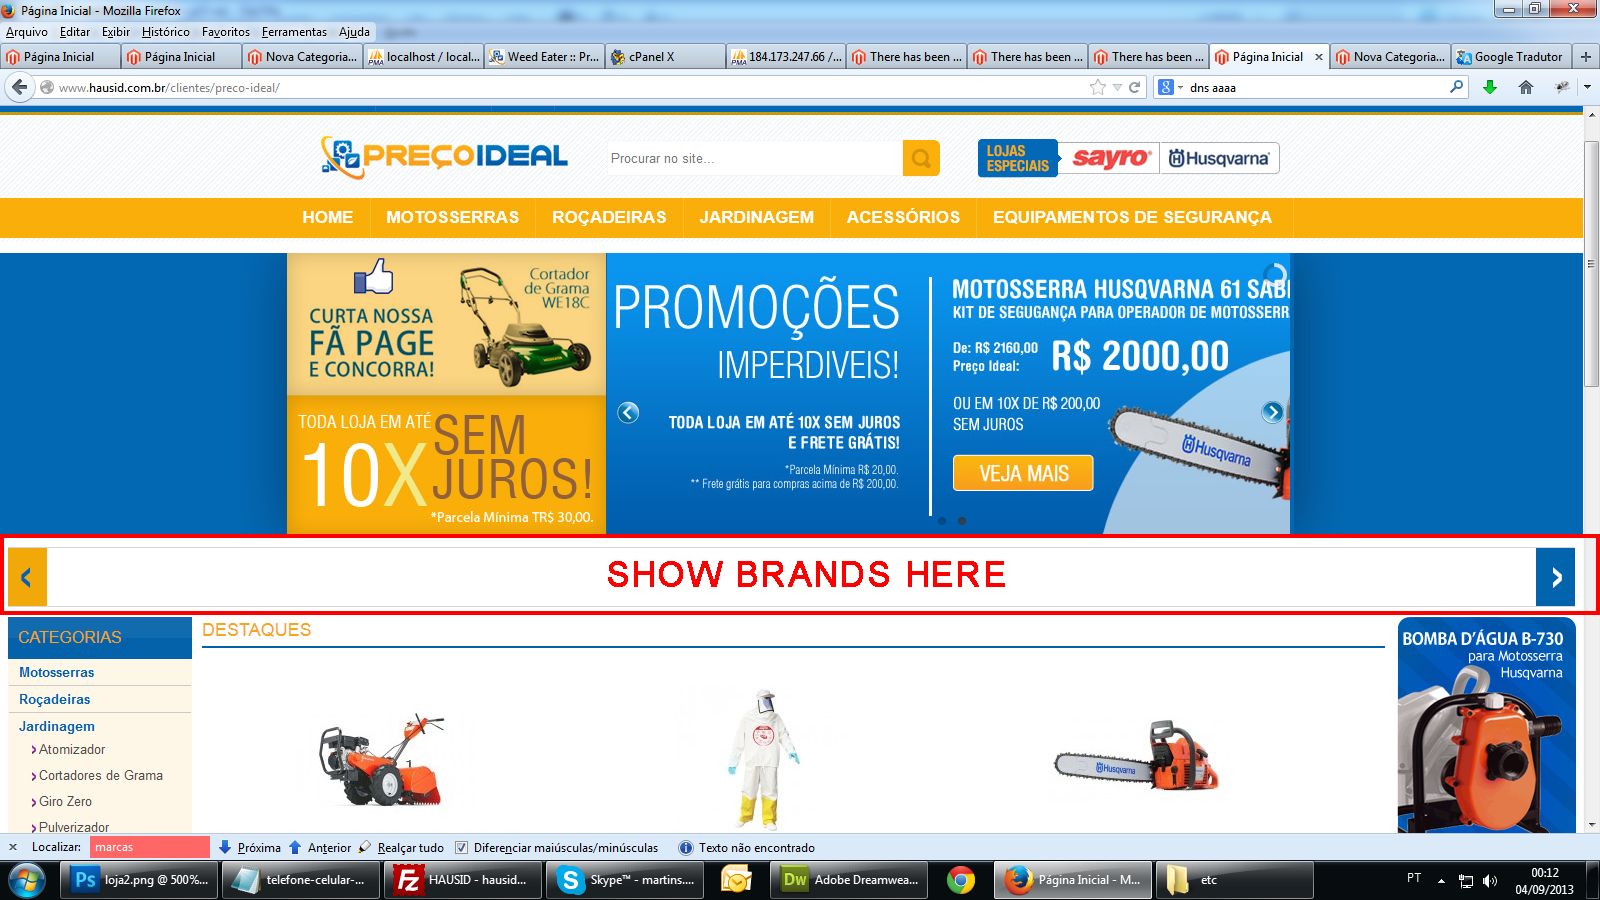 Página Inicial - Mozilla Firefox
Arquivo Editar Exibir Histórico Favoritos Ferramentas Ajuda
Página Inicial
Página Inicial
Nova Categoria...
localhost / local...
Weed Eater :: Pr...
cPanel X
184.173.247.66 /...
There has been ...
There has been ...
There has been ...
Página Inicial
Nova Categoria...
Google Tradutor
www.hausid.com.br/clientes/preco-ideal/
dns aaaa
PREÇOIDEAL
Procurar no site...
LOJAS
ESPECIAIS
sayro
Husqvarna
HOME MOTOSSERRAS ROÇADEIRAS JARDINAGEM ACESSÓRIOS EQUIPAMENTOS DE SEGURANÇA
CURTA NOSSA
FÃ PAGE
E CONCORRA!
Cortador
de Grama
WE18C
TODA LOJA EM ATÉ
10X
SEM
JUROS!
*Parcela Mínima TR$ 30,00.
PROMOÇÕES
IMPERDIVEIS!
TODA LOJA EM ATÉ 10X SEM JUROS
E FRETE GRÁTIS!
*Parcela Mínima R$ 20,00.
** Frete grátis para compras acima de R$ 200,00.
MOTOSSERRA HUSQVARNA 61 SABI
KIT DE SEGUGANÇA PARA OPERADOR DE MOTOSSERR
De: R$ 2160,00
Preço Ideal:
R$ 2000,00
OU EM 10X DE R$ 200,00
SEM JUROS
VEJA MAIS
Husqvarna
SHOW BRANDS HERE
CATEGORIAS
Motosserras
Roçadeiras
Jardinagem
Atomizador
Cortadores de Grama
Giro Zero
Pulverizador
DESTAQUES
Husqvarna
BOMBA D'ÁGUA B-730
para Motosserra
Husqvarna
Localizar: marcas Próxima Anterior Realçar tudo Diferenciar maiúsculas/minúsculas Texto não encontrado
Ps
loja2.png @ 500%...
telefone-celular-...
Fz
HAUSID - hausid...
Skype™ - martins....
Dw
Adobe Dreamwea...
Página Inicial - M...
etc
PT
00:12
04/09/2013